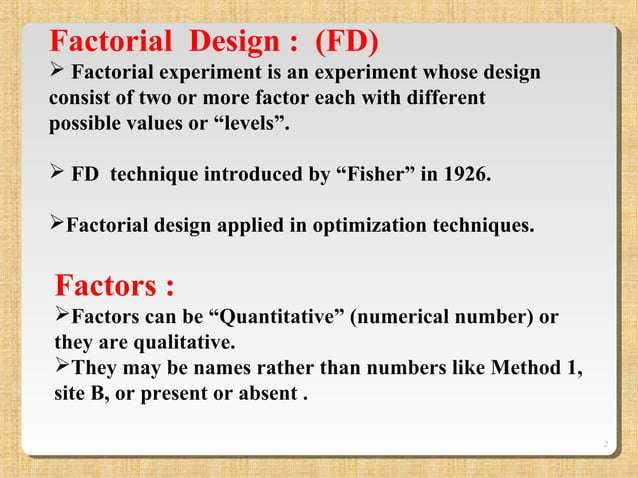 Factorial Design : (FD)
➢ Factorial experiment is an experiment whose design
consist of two or more factor each with different
possible values or “levels”.
➢ FD technique introduced by “Fisher” in 1926.
➢Factorial design applied in optimization techniques.
Factors :
➢Factors can be “Quantitative” (numerical number) or
they are qualitative.
➢They may be names rather than numbers like Method 1,
site B, or present or absent .
2